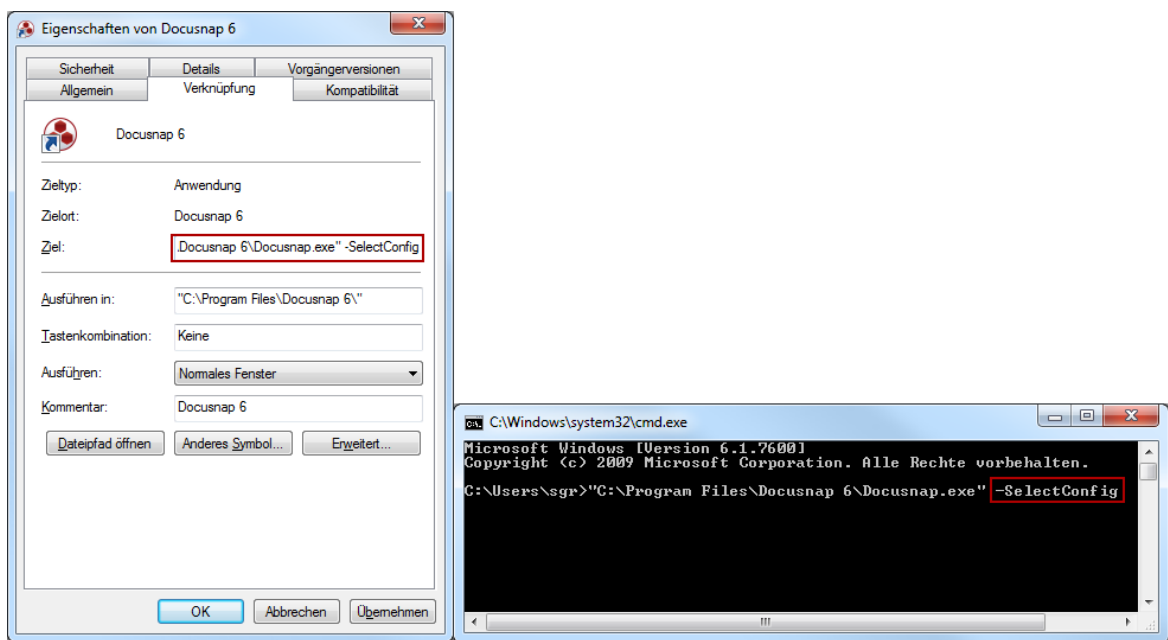 Eigenschaften von Docusnap 6
Sicherheit Details Vorgängerversionen
Allgemein Verknüpfung Kompatibilität
Docusnap 6
Zieltyp: Anwendung
Zielort: Docusnap 6
Ziel: .Docusnap 6\Docusnap.exe" -SelectConfig
Ausführen in: "C:\Program Files\Docusnap 6\"
Tastenkombination: Keine
Ausführen: Normales Fenster
Kommentar: Docusnap 6
Dateipfad öffnen Anderes Symbol... Erweitert...
OK Abbrechen Übernehmen
C:\Windows\system32\cmd.exe
Microsoft Windows [Version 6.1.7600]
Copyright (c) 2009 Microsoft Corporation. Alle Rechte vorbehalten.
C:\Users\sgr>"C:\Program Files\Docusnap 6\Docusnap.exe" -SelectConfig